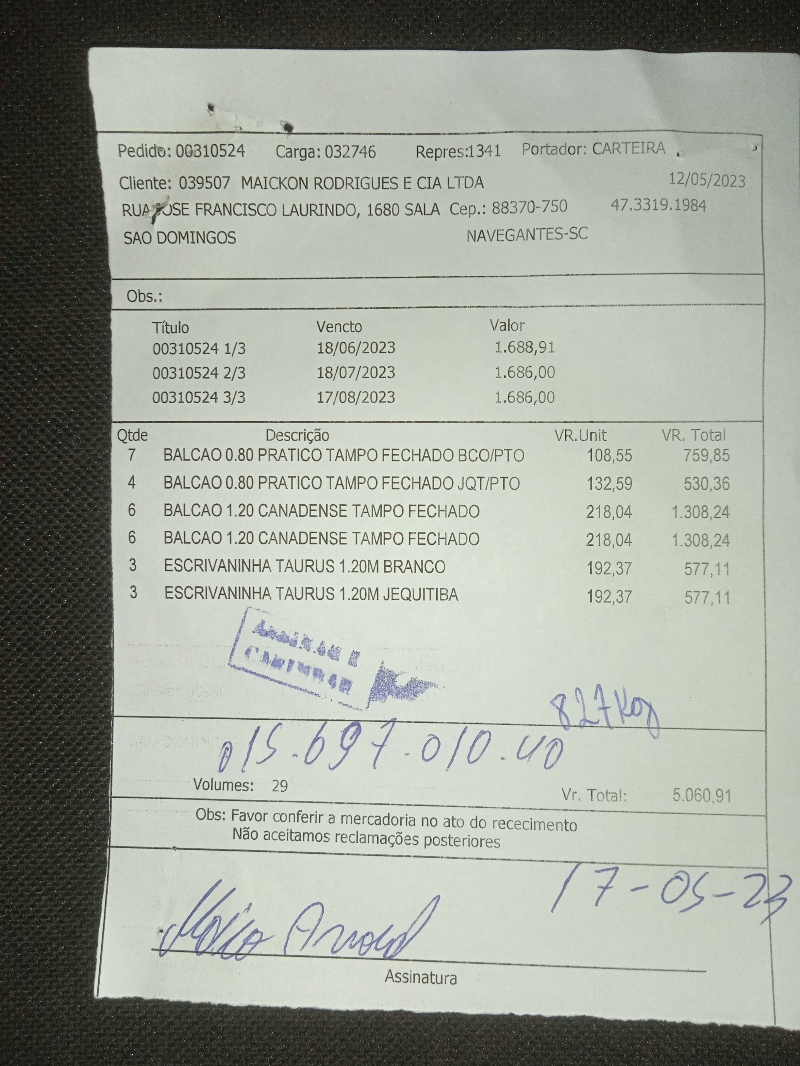 Pedido: 00310524 Carga: 032746 Repres:1341 Portador: CARTEIRA
Cliente: 039507 MAICKON RODRIGUES E CIA LTDA 12/05/2023
RUA JOSE FRANCISCO LAURINDO, 1680 SALA Cep.: 88370-750 47.3319.1984
SAO DOMINGOS NAVEGANTES-SC
Obs.:
Título Vencto Valor
00310524 1/3 18/06/2023 1.688,91
00310524 2/3 18/07/2023 1.686,00
00310524 3/3 17/08/2023 1.686,00
Qtde Descrição VR.Unit VR. Total
7 BALCAO 0.80 PRATICO TAMPO FECHADO BCO/PTO 108,55 759,85
4 BALCAO 0.80 PRATICO TAMPO FECHADO JQT/PTO 132,59 530,36
6 BALCAO 1.20 CANADENSE TAMPO FECHADO 218,04 1.308,24
6 BALCAO 1.20 CANADENSE TAMPO FECHADO 218,04 1.308,24
3 ESCRIVANINHA TAURUS 1.20M BRANCO 192,37 577,11
3 ESCRIVANINHA TAURUS 1.20M JEQUITIBA 192,37 577,11
ASSINAR E
CARIMBAR
827Kg
015.697.010.40
Volumes: 29 Vr. Total: 5.060,91
Obs: Favor conferir a mercadoria no ato do rececimento
Não aceitamos reclamações posteriores
17-05-23
Assinatura